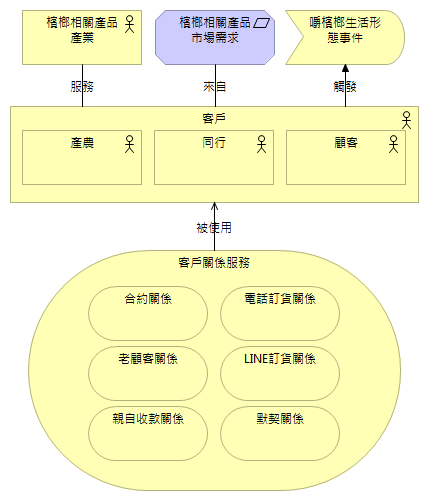 檳榔相關產品
產業
檳榔相關產品
市場需求
嚼檳榔生活形
態事件
服務
來自
觸發
客戶
產農
同行
顧客
被使用
客戶關係服務
合約關係
電話訂貨關係
老顧客關係
LINE訂貨關係
親自收款關係
默契關係